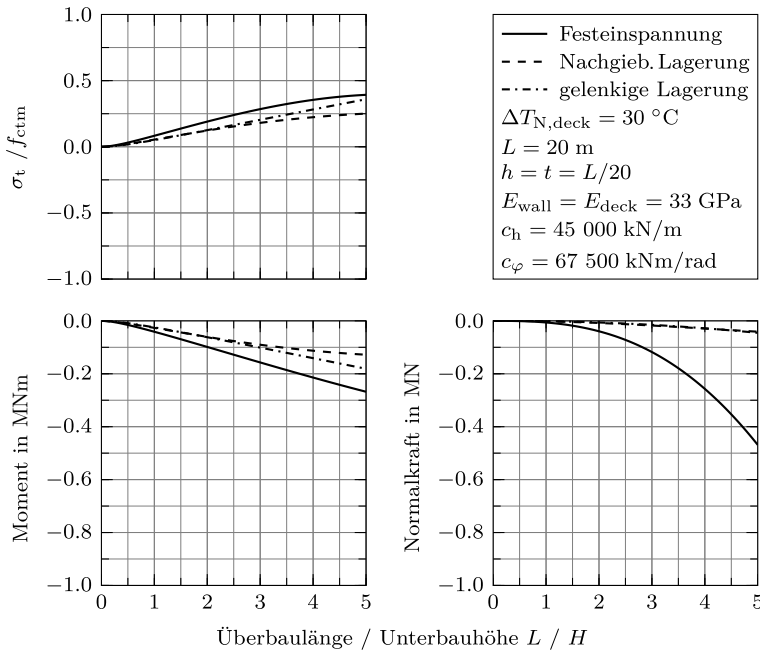 1.0
0.5
0.0
−0.5
−1.0
σt / fctm
Festeinspannung
Nachgieb. Lagerung
gelenkige Lagerung
ΔTN,deck = 30 °C
L = 20 m
h = t = L/20
Ewall = Edeck = 33 GPa
ch = 45 000 kN/m
cφ = 67 500 kNm/rad
0.0
−0.2
−0.4
−0.6
−0.8
−1.0
Moment in MNm
0 1 2 3 4 5
0.0
−0.2
−0.4
−0.6
−0.8
−1.0
Normalkraft in MN
0 1 2 3 4 5
Überbaulänge / Unterbauhöhe L / H